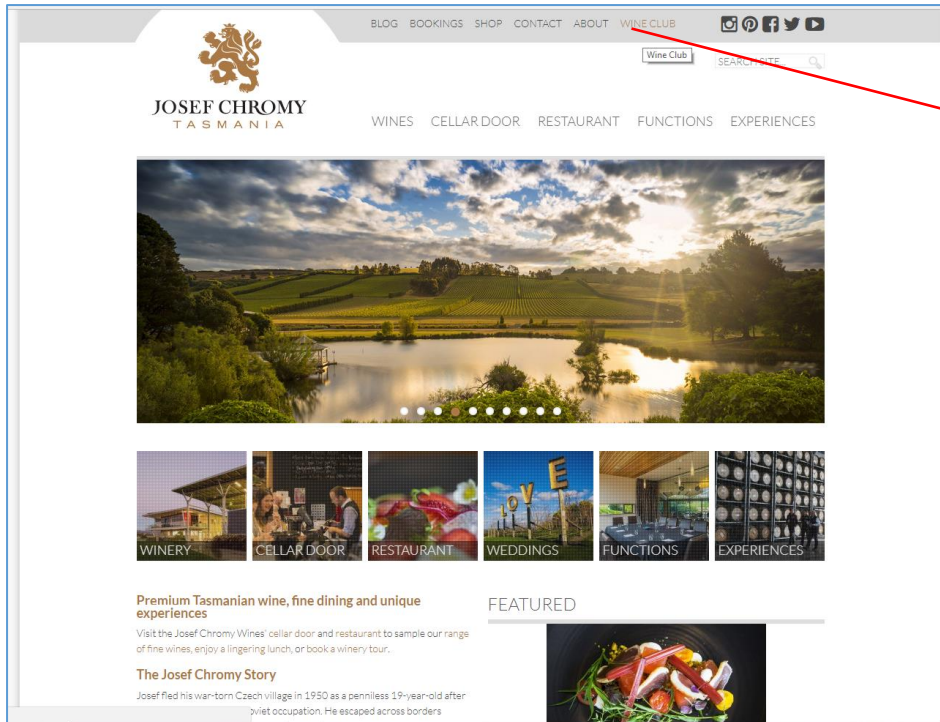 BLOG BOOKINGS SHOP CONTACT ABOUT WINE CLUB
Wine Club
SEARCH SITE...
JOSEF CHROMY
TASMANIA
WINES CELLAR DOOR RESTAURANT FUNCTIONS EXPERIENCES
LOVE
WINERY
CELLAR DOOR
RESTAURANT
WEDDINGS
FUNCTIONS
EXPERIENCES
Premium Tasmanian wine, fine dining and unique
experiences
Visit the Josef Chromy Wines' cellar door and restaurant to sample our range
of fine wines, enjoy a lingering lunch, or book a winery tour.
The Josef Chromy Story
Josef fled his war-torn Czech village in 1950 as a penniless 19-year-old after
occupation. He escaped across borders
FEATURED